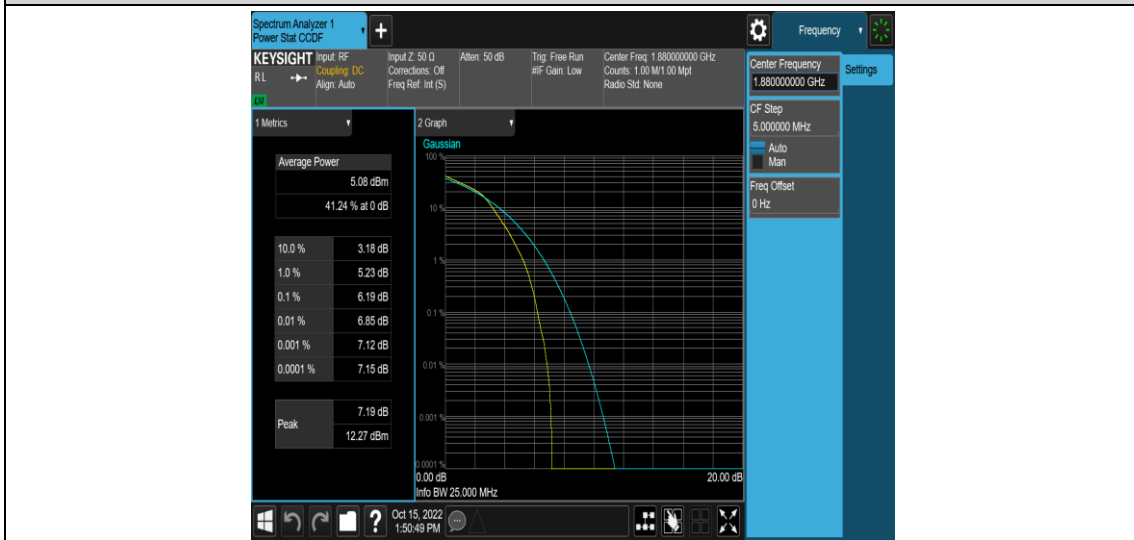 Spectrum Analyzer 1
Power Stat CCDF
Frequency
KEYSIGHT
RL
LXI
Input: RF
Coupling: DC
Align: Auto
Input Z: 50 Ω
Corrections: Off
Freq Ref: Int (S)
Atten: 50 dB
Trig: Free Run
#IF Gain: Low
Center Freq: 1.880000000 GHz
Counts: 1.00 M/1.00 Mpt
Radio Std: None
Center Frequency
1.880000000 GHz
Settings
CF Step
5.000000 MHz
Auto
Man
Freq Offset
0 Hz
1 Metrics
Average Power
5.08 dBm
41.24 % at 0 dB
10.0 % 3.18 dB
1.0 % 5.23 dB
0.1 % 6.19 dB
0.01 % 6.85 dB
0.001 % 7.12 dB
0.0001 % 7.15 dB
Peak
7.19 dB
12.27 dBm
2 Graph
Gaussian
100 %
10 %
1 %
0.1 %
0.01 %
0.001 %
0.0001 %
0.00 dB 20.00 dB
Info BW 25.000 MHz
?
Oct 15, 2022
1:50:49 PM